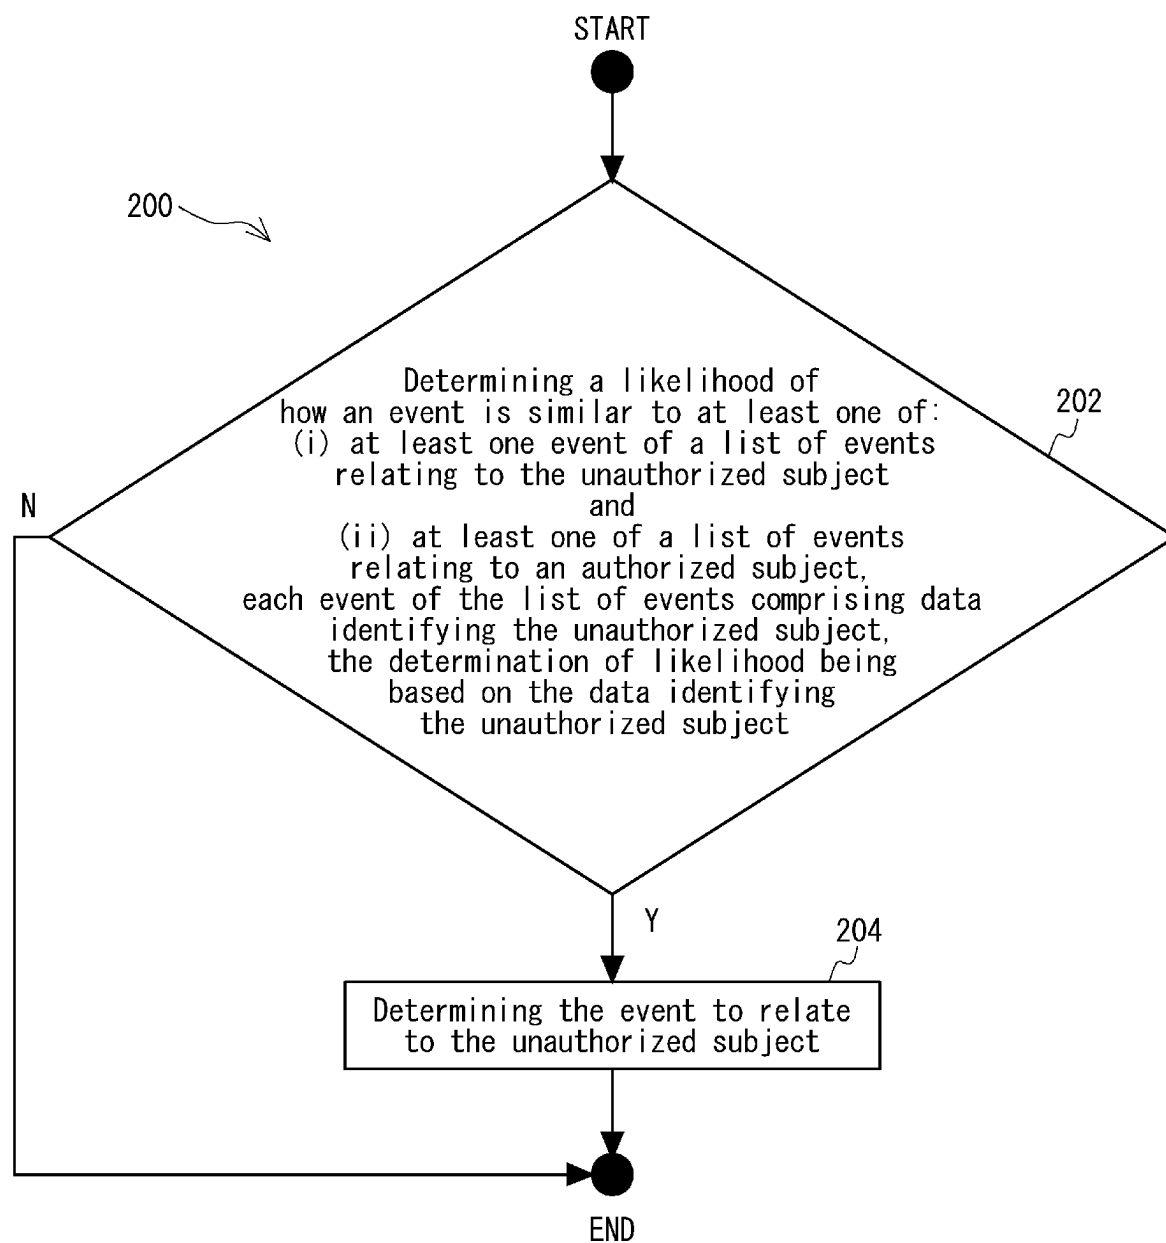 START
200
Determining a likelihood of
how an event is similar to at least one of:
(i) at least one event of a list of events
relating to the unauthorized subject
and
(ii) at least one of a list of events
relating to an authorized subject,
each event of the list of events comprising data
identifying the unauthorized subject,
the determination of likelihood being
based on the data identifying
the unauthorized subject
202
N
Y
204
Determining the event to relate
to the unauthorized subject
END